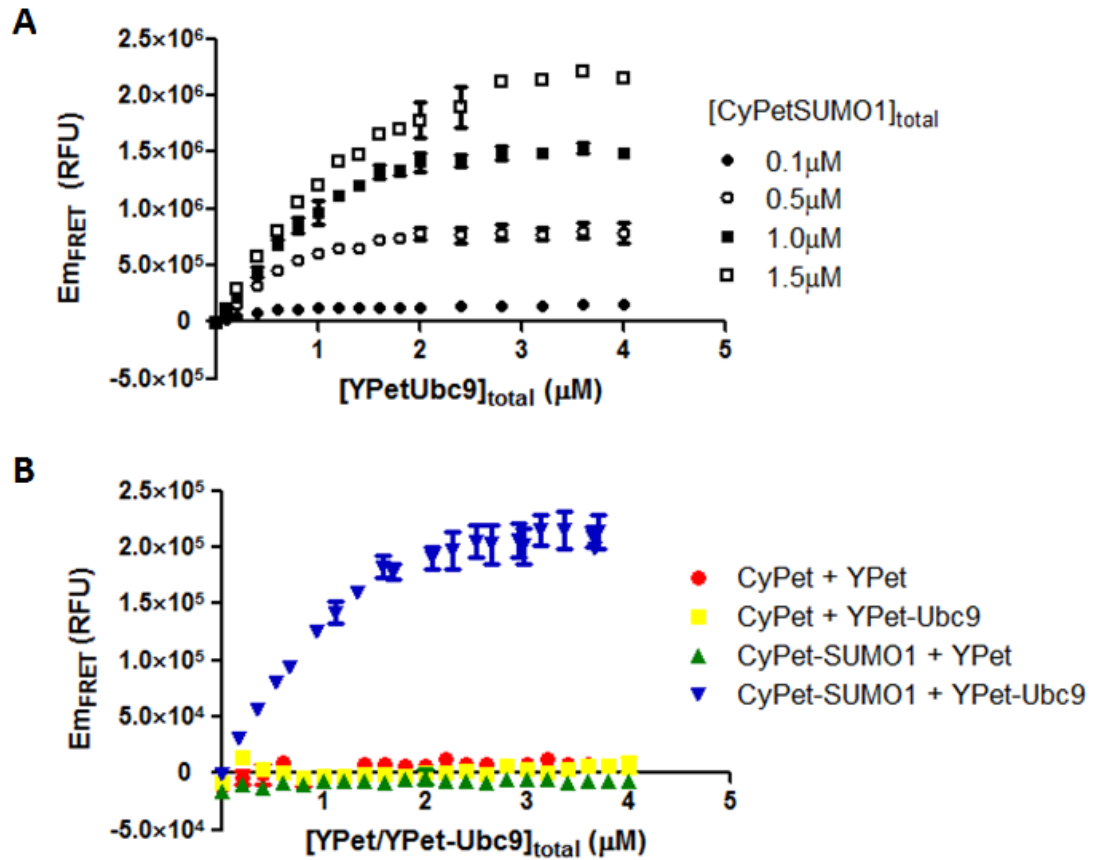 A
2.5×10⁶
2.0×10⁶
1.5×10⁶
1.0×10⁶
5.0×10⁵
0
-5.0×10⁵
Em_FRET (RFU)
1 2 3 4 5
[YPetUbc9]_total (μM)
[CyPetSUMO1]_total
0.1μM
0.5μM
1.0μM
1.5μM
B
2.5×10⁵
2.0×10⁵
1.5×10⁵
1.0×10⁵
5.0×10⁴
0
-5.0×10⁴
Em_FRET (RFU)
1 2 3 4 5
[YPet/YPet-Ubc9]_total (μM)
CyPet + YPet
CyPet + YPet-Ubc9
CyPet-SUMO1 + YPet
CyPet-SUMO1 + YPet-Ubc9